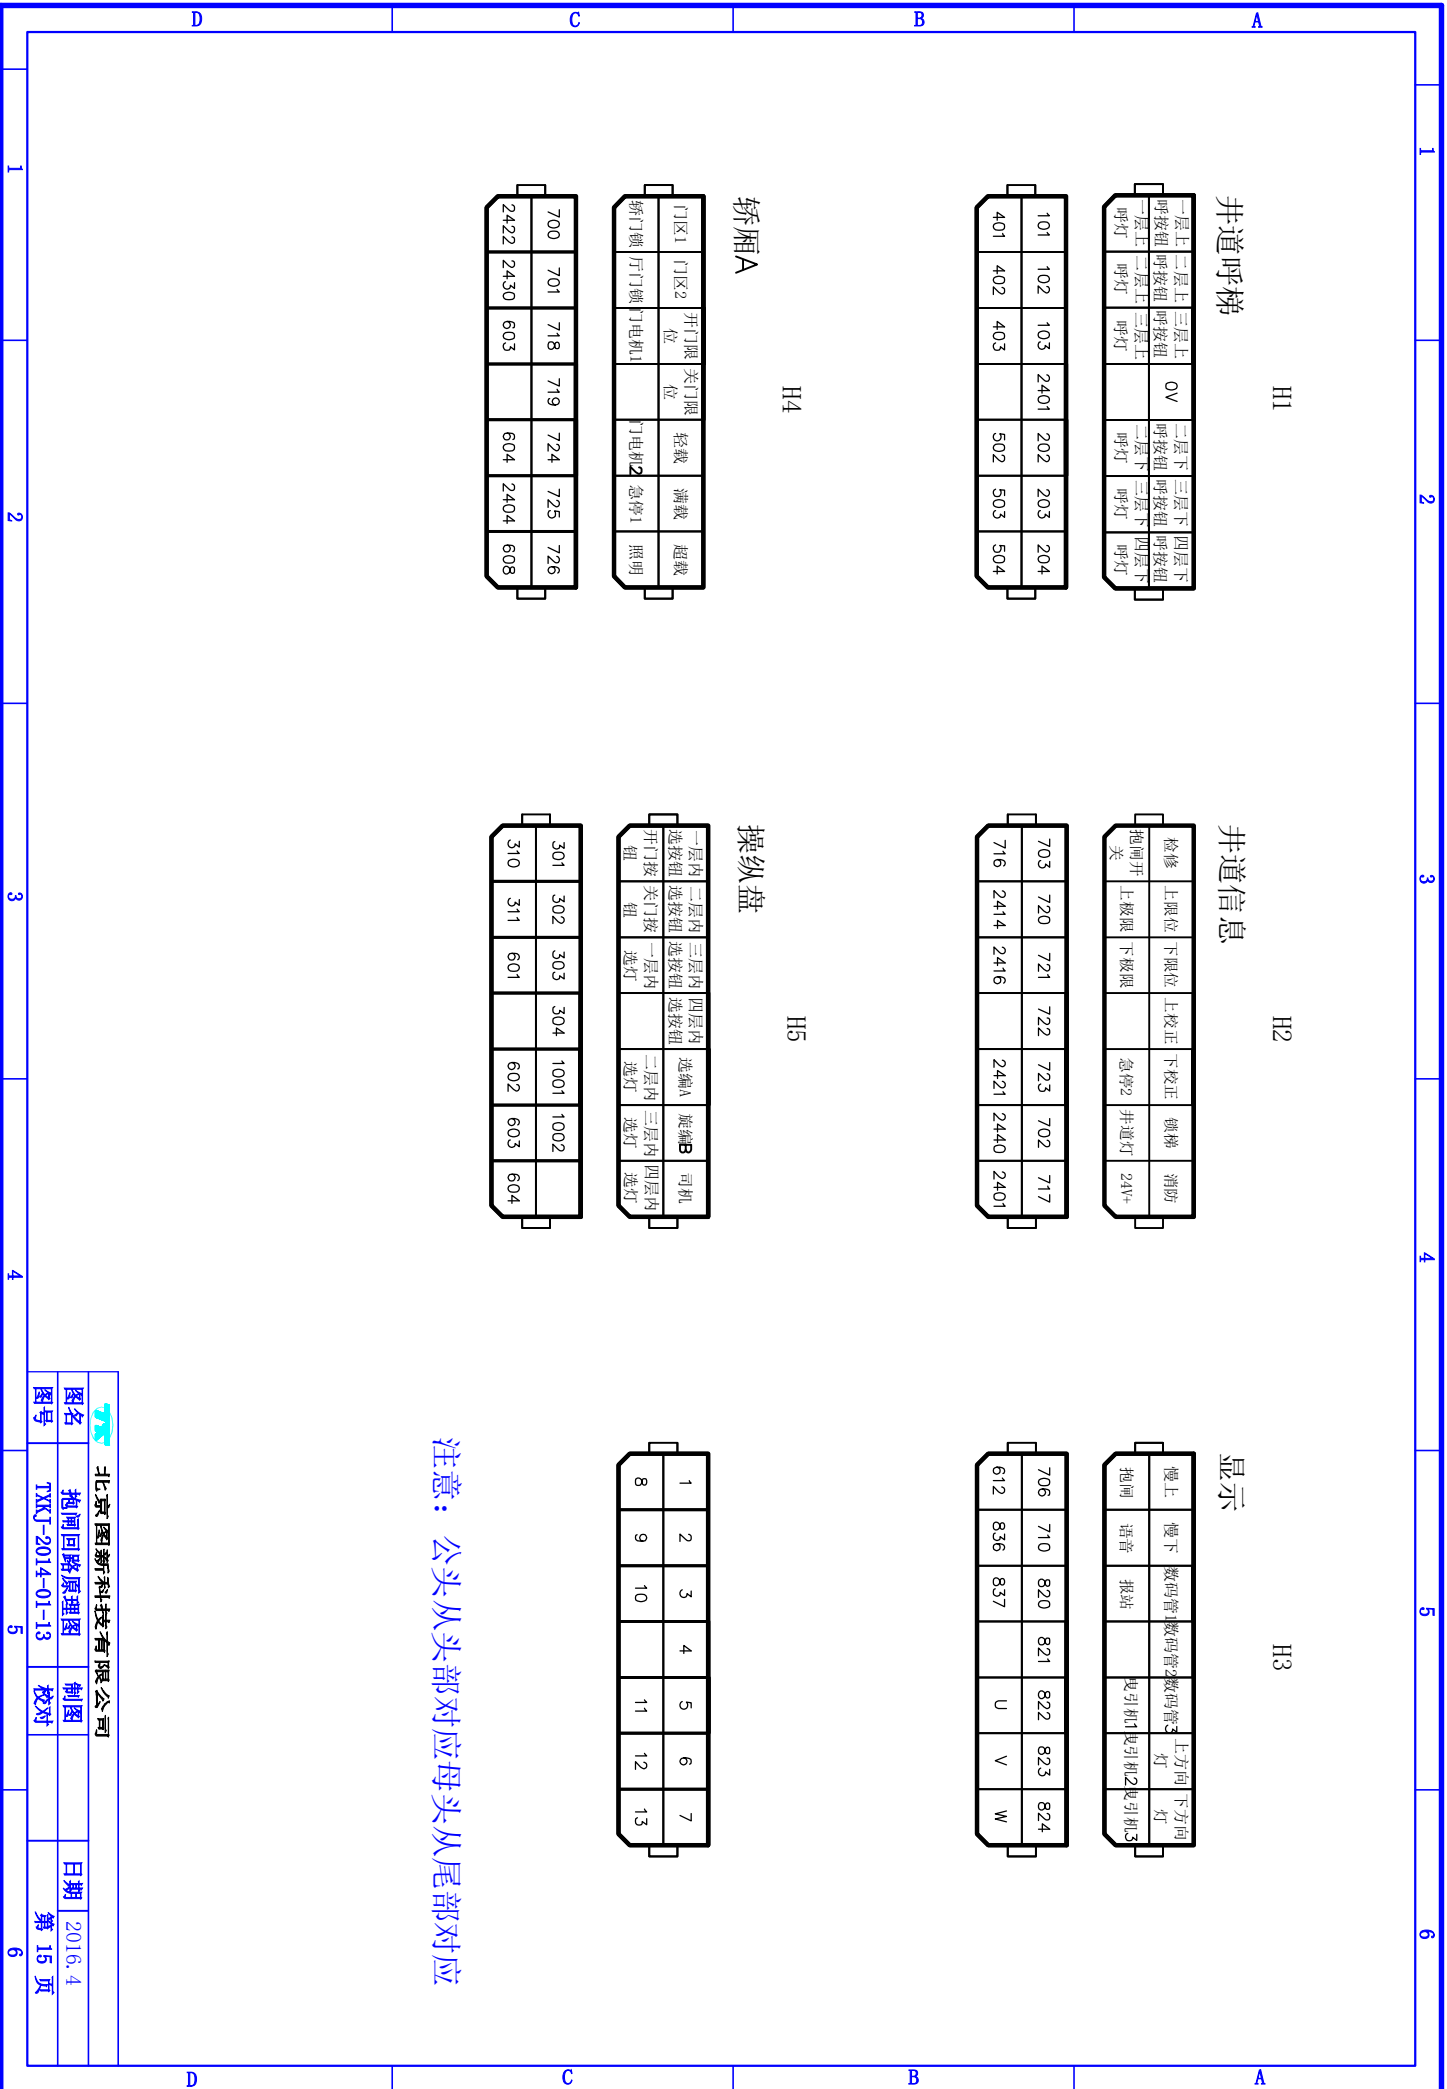 A
B
C
D
1
2
3
4
5
6
H1
井道呼梯
一层上呼按钮 二层上呼按钮 三层上呼按钮 0V 二层下呼按钮 三层下呼按钮 四层下呼按钮
一层上呼灯 二层上呼灯 三层上呼灯 二层下呼灯 三层下呼灯 四层下呼灯
101 102 103 2401 202 203 204
401 402 403 502 503 504
H2
井道信息
检修 上限位 下限位 上校正 下校正 锁梯 消防
抱闸开关 上极限 下极限 急停2 井道灯 24V+
703 720 721 722 723 702 717
716 2414 2416 2421 2440 2401
H3
显示
慢上 慢下 数码管1 数码管2 数码管3 上方向灯 下方向灯
抱闸 语音 报站 曳引机1 曳引机2 曳引机3
706 710 820 821 822 823 824
612 836 837 U V W
H4
轿厢A
门区1 门区2 开门限位 关门限位 轻载 满载 超载
轿门锁 厅门锁 门电机1 门电机2 急停1 照明
700 701 718 719 724 725 726
2422 2430 603 604 2404 608
H5
操纵盘
一层内选按钮 二层内选按钮 三层内选按钮 四层内选按钮 选编A 旋编B 司机
开门按钮 关门按钮 一层内选灯 二层内选灯 三层内选灯 四层内选灯
301 302 303 304 1001 1002
310 311 601 602 603 604
1 2 3 4 5 6 7
8 9 10 11 12 13
注意：公头从头部对应母头从尾部对应
北京图新科技有限公司
图名 抱闸回路原理图 制图 日期 2016.4
图号 TXKJ-2014-01-13 校对 第 15 页
1
2
3
4
5
6
A
B
C
D